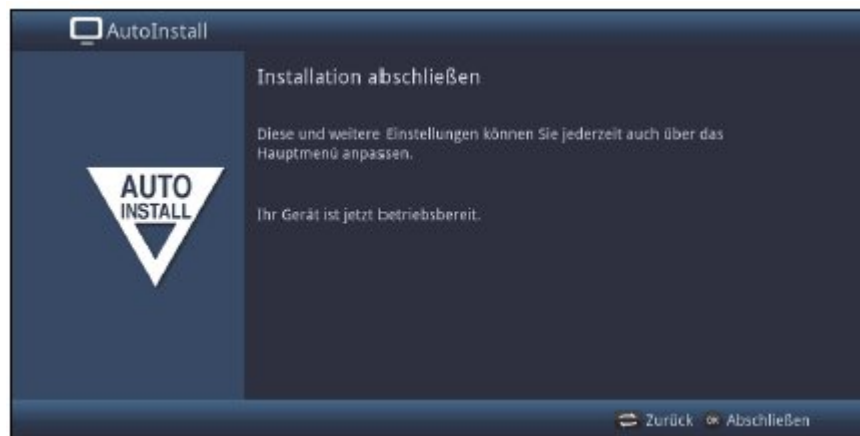 AutoInstall
Installation abschließen
Diese und weitere Einstellungen können Sie jederzeit auch über das
Hauptmenü anpassen.
AUTO
INSTALL
Ihr Gerät ist jetzt betriebsbereit.
Zurück OK Abschließen